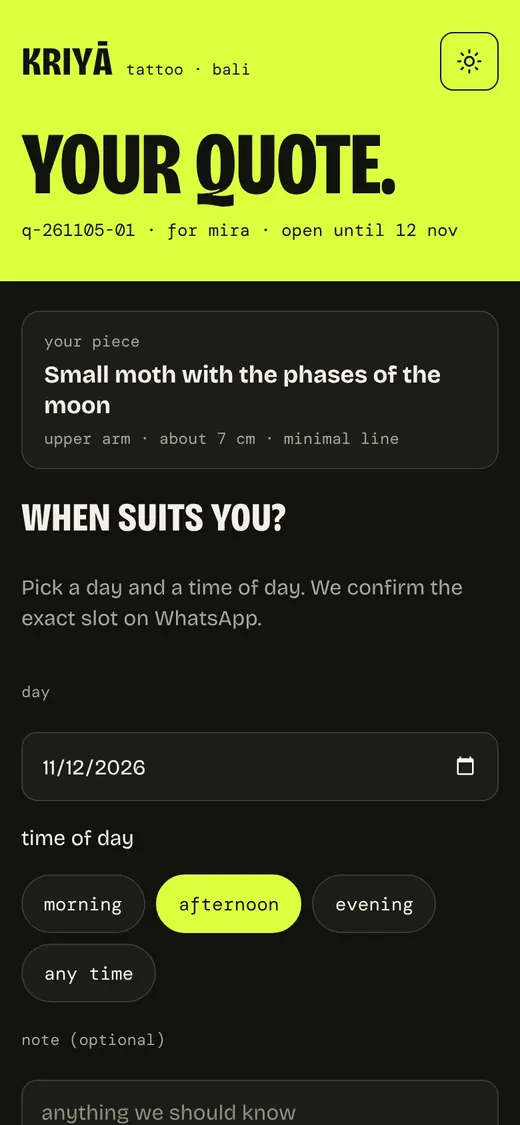 KRIYĀ tattoo · bali
YOUR QUOTE.
q-261105-01 · for mira · open until 12 nov
your piece
Small moth with the phases of the
moon
upper arm · about 7 cm · minimal line
WHEN SUITS YOU?
Pick a day and a time of day. We confirm the
exact slot on WhatsApp.
day
11/12/2026
time of day
morning afternoon evening
any time
note (optional)
anything we should know